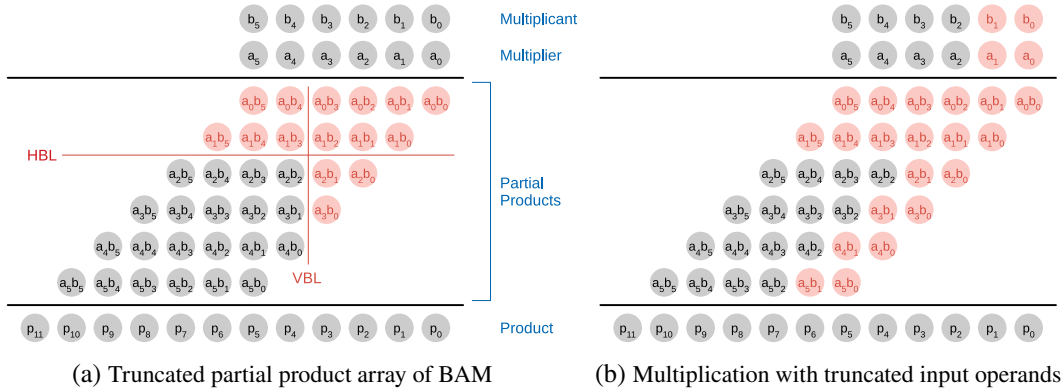 b₅ b₄ b₃ b₂ b₁ b₀ Multiplicant
a₅ a₄ a₃ a₂ a₁ a₀ Multiplier
a₀b₅ a₀b₄ a₀b₃ a₀b₂ a₀b₁ a₀b₀
a₁b₅ a₁b₄ a₁b₃ a₁b₂ a₁b₁ a₁b₀
HBL
a₂b₅ a₂b₄ a₂b₃ a₂b₂ a₂b₁ a₂b₀
Partial
Products
a₃b₅ a₃b₄ a₃b₃ a₃b₂ a₃b₁ a₃b₀
a₄b₅ a₄b₄ a₄b₃ a₄b₂ a₄b₁ a₄b₀
VBL
a₅b₅ a₅b₄ a₅b₃ a₅b₂ a₅b₁ a₅b₀
p₁₁ p₁₀ p₉ p₈ p₇ p₆ p₅ p₄ p₃ p₂ p₁ p₀ Product
(a) Truncated partial product array of BAM
b₅ b₄ b₃ b₂ b₁ b₀
a₅ a₄ a₃ a₂ a₁ a₀
a₀b₅ a₀b₄ a₀b₃ a₀b₂ a₀b₁ a₀b₀
a₁b₅ a₁b₄ a₁b₃ a₁b₂ a₁b₁ a₁b₀
a₂b₅ a₂b₄ a₂b₃ a₂b₂ a₂b₁ a₂b₀
a₃b₅ a₃b₄ a₃b₃ a₃b₂ a₃b₁ a₃b₀
a₄b₅ a₄b₄ a₄b₃ a₄b₂ a₄b₁ a₄b₀
a₅b₅ a₅b₄ a₅b₃ a₅b₂ a₅b₁ a₅b₀
p₁₁ p₁₀ p₉ p₈ p₇ p₆ p₅ p₄ p₃ p₂ p₁ p₀
(b) Multiplication with truncated input operands